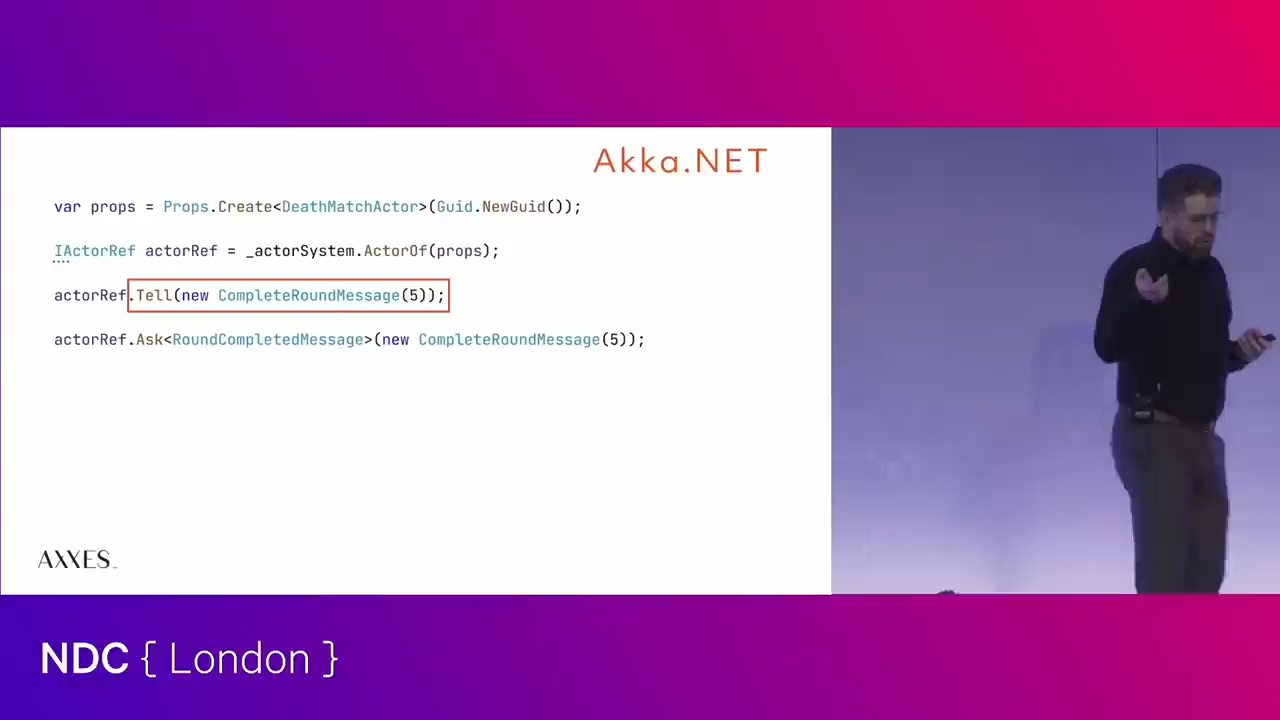 Akka.NET
var props = Props.Create<DeathMatchActor>(Guid.NewGuid());
IActorRef actorRef = _actorSystem.ActorOf(props);
actorRef.Tell(new CompleteRoundMessage(5));
actorRef.Ask<RoundCompletedMessage>(new CompleteRoundMessage(5));
AXXES_
NDC { London }